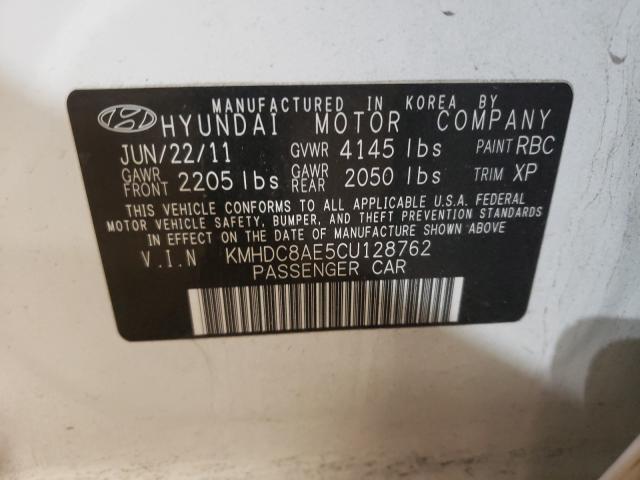 MANUFACTURED IN KOREA BY
HYUNDAI MOTOR COMPANY
JUN/22/11 GVWR 4145 lbs PAINT RBC
GAWR FRONT 2205 lbs GAWR REAR 2050 lbs TRIM XP
THIS VEHICLE CONFORMS TO ALL APPLICABLE U.S.A. FEDERAL
MOTOR VEHICLE SAFETY, BUMPER, AND THEFT PREVENTION STANDARDS
IN EFFECT ON THE DATE OF MANUFACTURE SHOWN ABOVE
V.I.N KMHDC8AE5CU128762
PASSENGER CAR